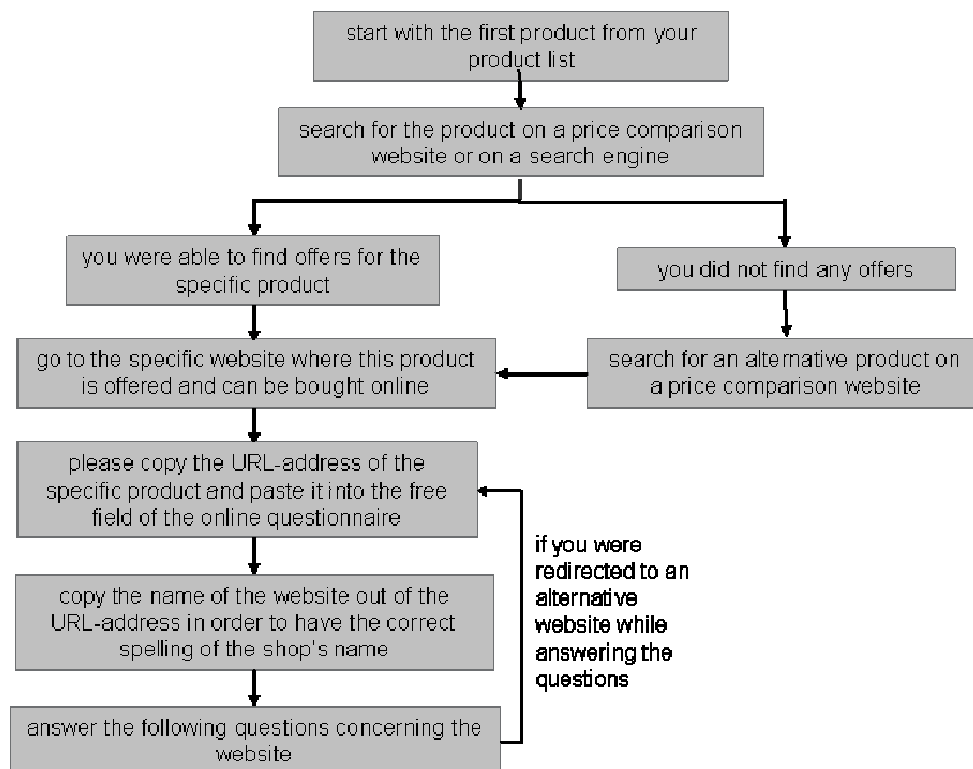 start with the first product from your
product list
search for the product on a price comparison
website or on a search engine
you were able to find offers for the
specific product
you did not find any offers
go to the specific website where this product
is offered and can be bought online
search for an alternative product on
a price comparison website
please copy the URL-address of the
specific product and paste it into the free
field of the online questionnaire
if you were
redirected to an
alternative
website while
answering the
questions
copy the name of the website out of the
URL-address in order to have the correct
spelling of the shop's name
answer the following questions concerning the
website